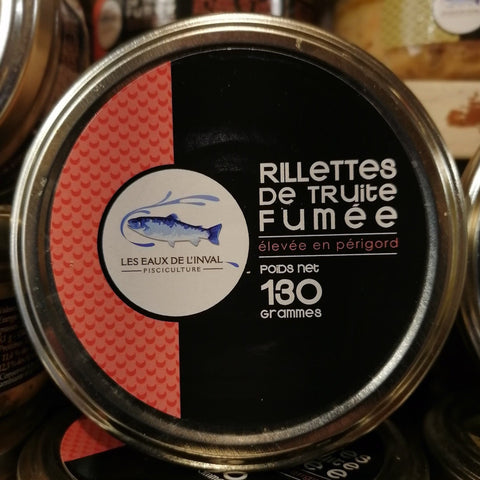 RILLETTES
DE TRUITE
FUMÉE
élevée en périgord
POIDS net
130
Grammes
LES EAUX DE L'INVAL
PISCICULTURE